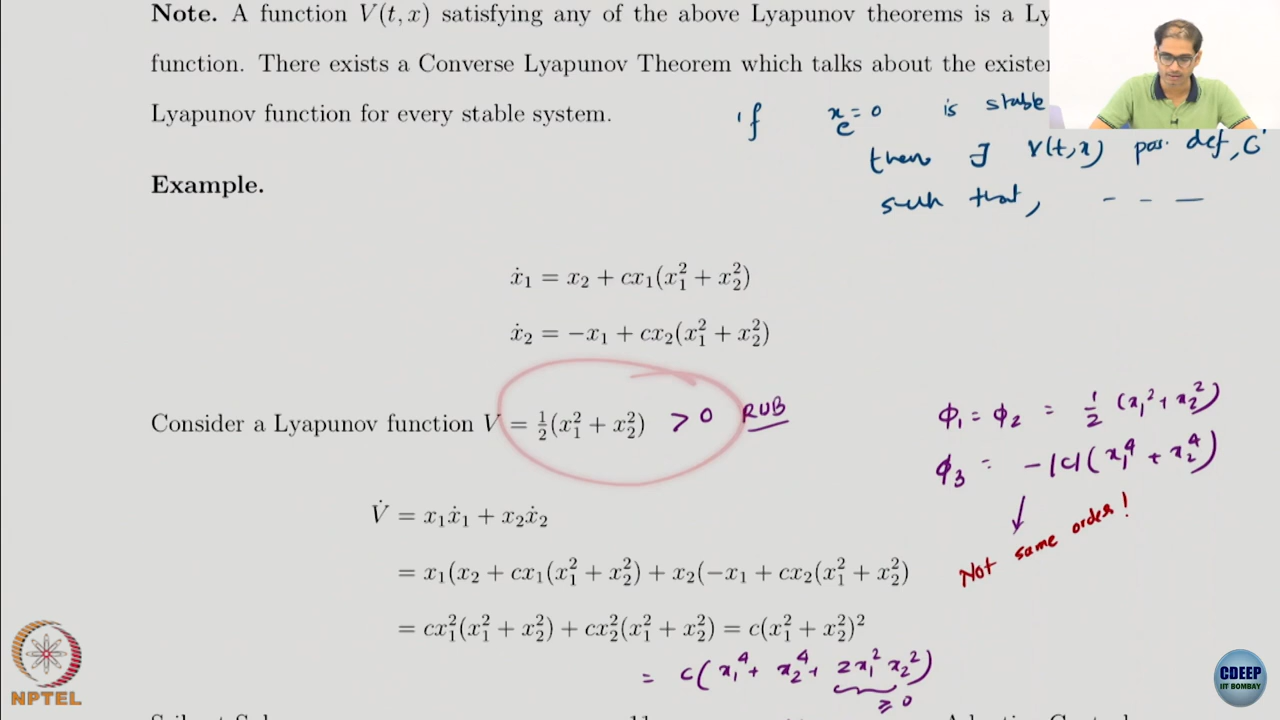 Note. A function V(t, x) satisfying any of the above Lyapunov theorems is a Ly
function. There exists a Converse Lyapunov Theorem which talks about the existe
Lyapunov function for every stable system.
if x_e = 0 is stable
then ∃ V(t,x) pos. def, C'
such that, - - -
Example.
ẋ₁ = x₂ + cx₁(x₁² + x₂²)
ẋ₂ = −x₁ + cx₂(x₁² + x₂²)
Consider a Lyapunov function V = ½(x₁² + x₂²) > 0 RUB
ϕ₁ = ϕ₂ = ½ (x₁² + x₂²)
ϕ₃ = -|c|(x₁⁴ + x₂⁴)
Not same order!
V̇ = x₁ẋ₁ + x₂ẋ₂
= x₁(x₂ + cx₁(x₁² + x₂²) + x₂(−x₁ + cx₂(x₁² + x₂²)
= cx₁²(x₁² + x₂²) + cx₂²(x₁² + x₂²) = c(x₁² + x₂²)²
= c(x₁⁴ + x₂⁴ + 2x₁²x₂²)
≥ 0
NPTEL
CDEEP
IIT BOMBAY
11